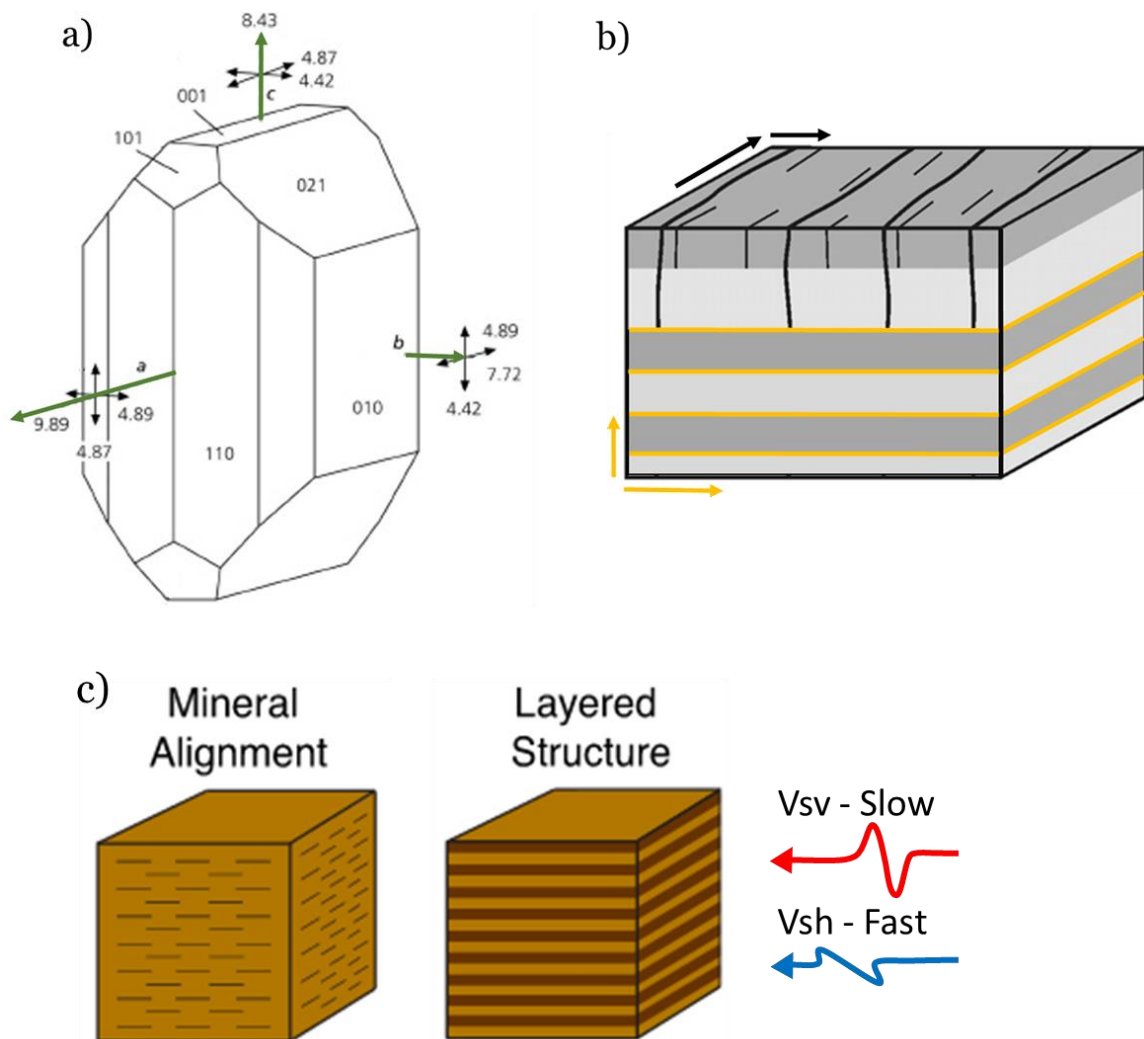 a)
8.43
4.87
4.42
c
001
101
021
a
9.89
4.89
4.87
110
b
4.89
7.72
4.42
010
b)
c)
Mineral
Alignment
Layered
Structure
Vsv - Slow
Vsh - Fast